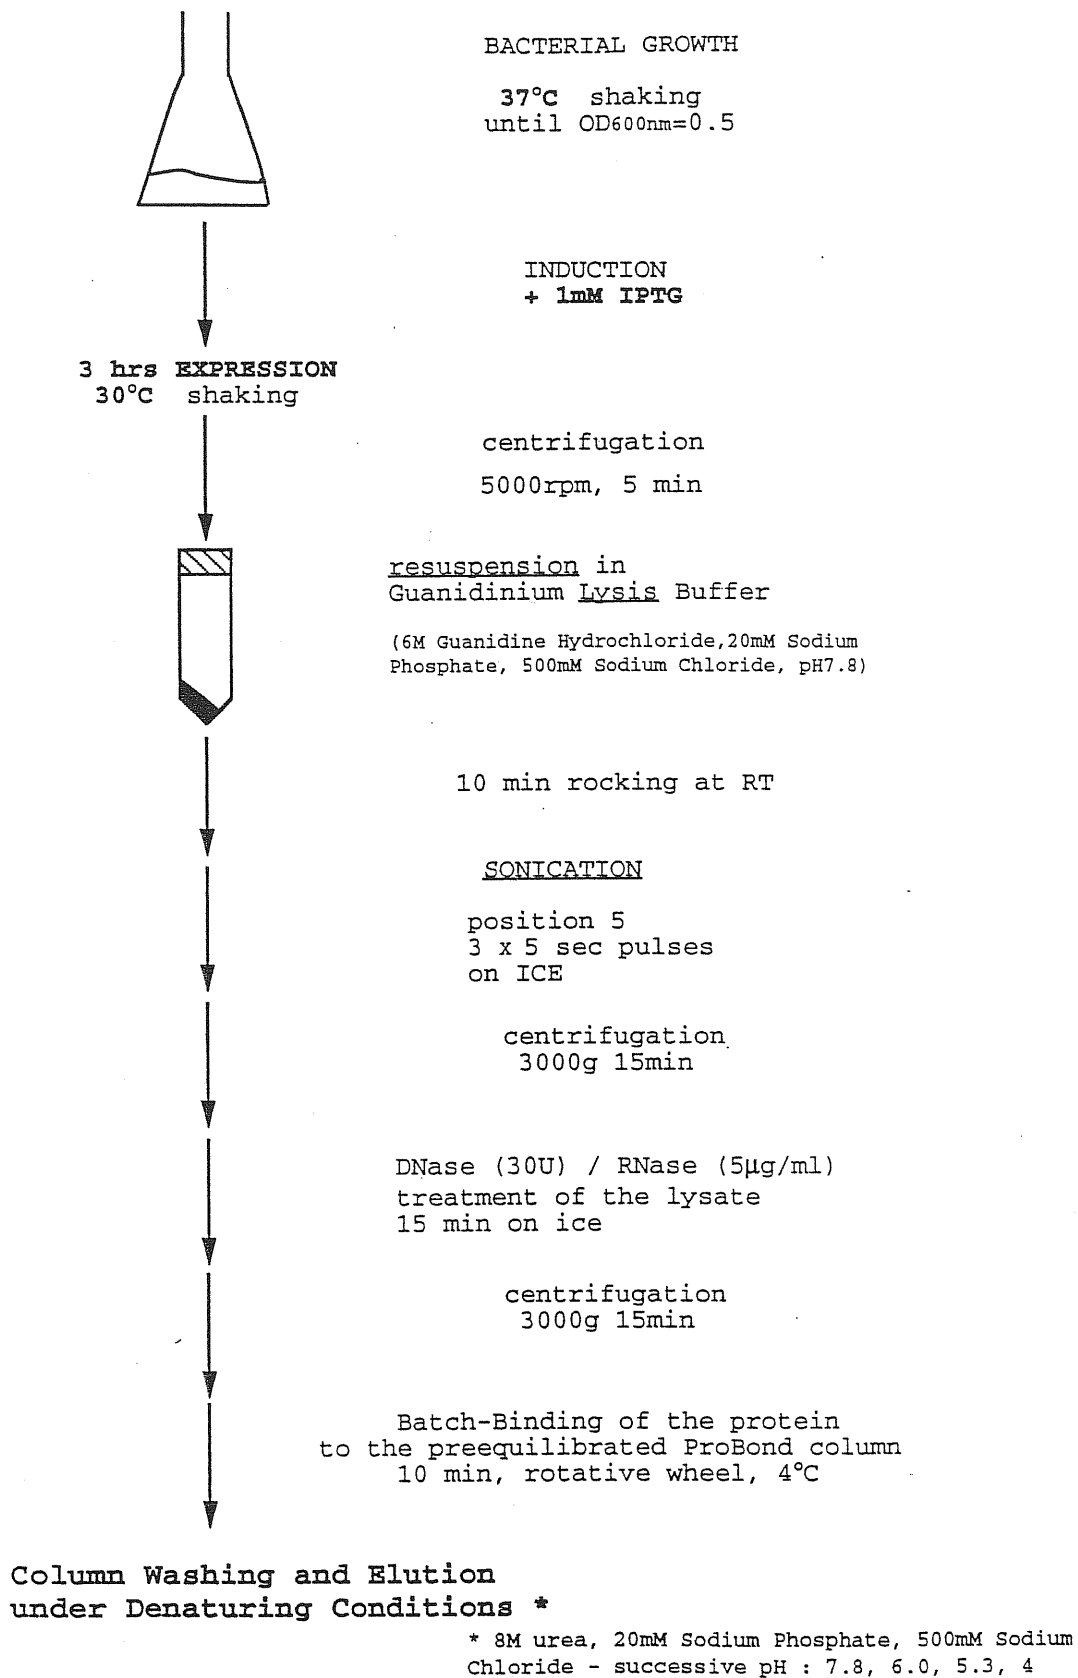 BACTERIAL GROWTH
37°C shaking
until OD600nm=0.5
INDUCTION
+ 1mM IPTG
3 hrs EXPRESSION
30°C shaking
centrifugation
5000rpm, 5 min
resuspension in
Guanidinium Lysis Buffer
(6M Guanidine Hydrochloride,20mM Sodium
Phosphate, 500mM Sodium Chloride, pH7.8)
10 min rocking at RT
SONICATION
position 5
3 x 5 sec pulses
on ICE
centrifugation
3000g 15min
DNase (30U) / RNase (5µg/ml)
treatment of the lysate
15 min on ice
centrifugation
3000g 15min
Batch-Binding of the protein
to the preequilibrated ProBond column
10 min, rotative wheel, 4°C
Column Washing and Elution
under Denaturing Conditions *
* 8M urea, 20mM Sodium Phosphate, 500mM Sodium
Chloride - successive pH : 7.8, 6.0, 5.3, 4